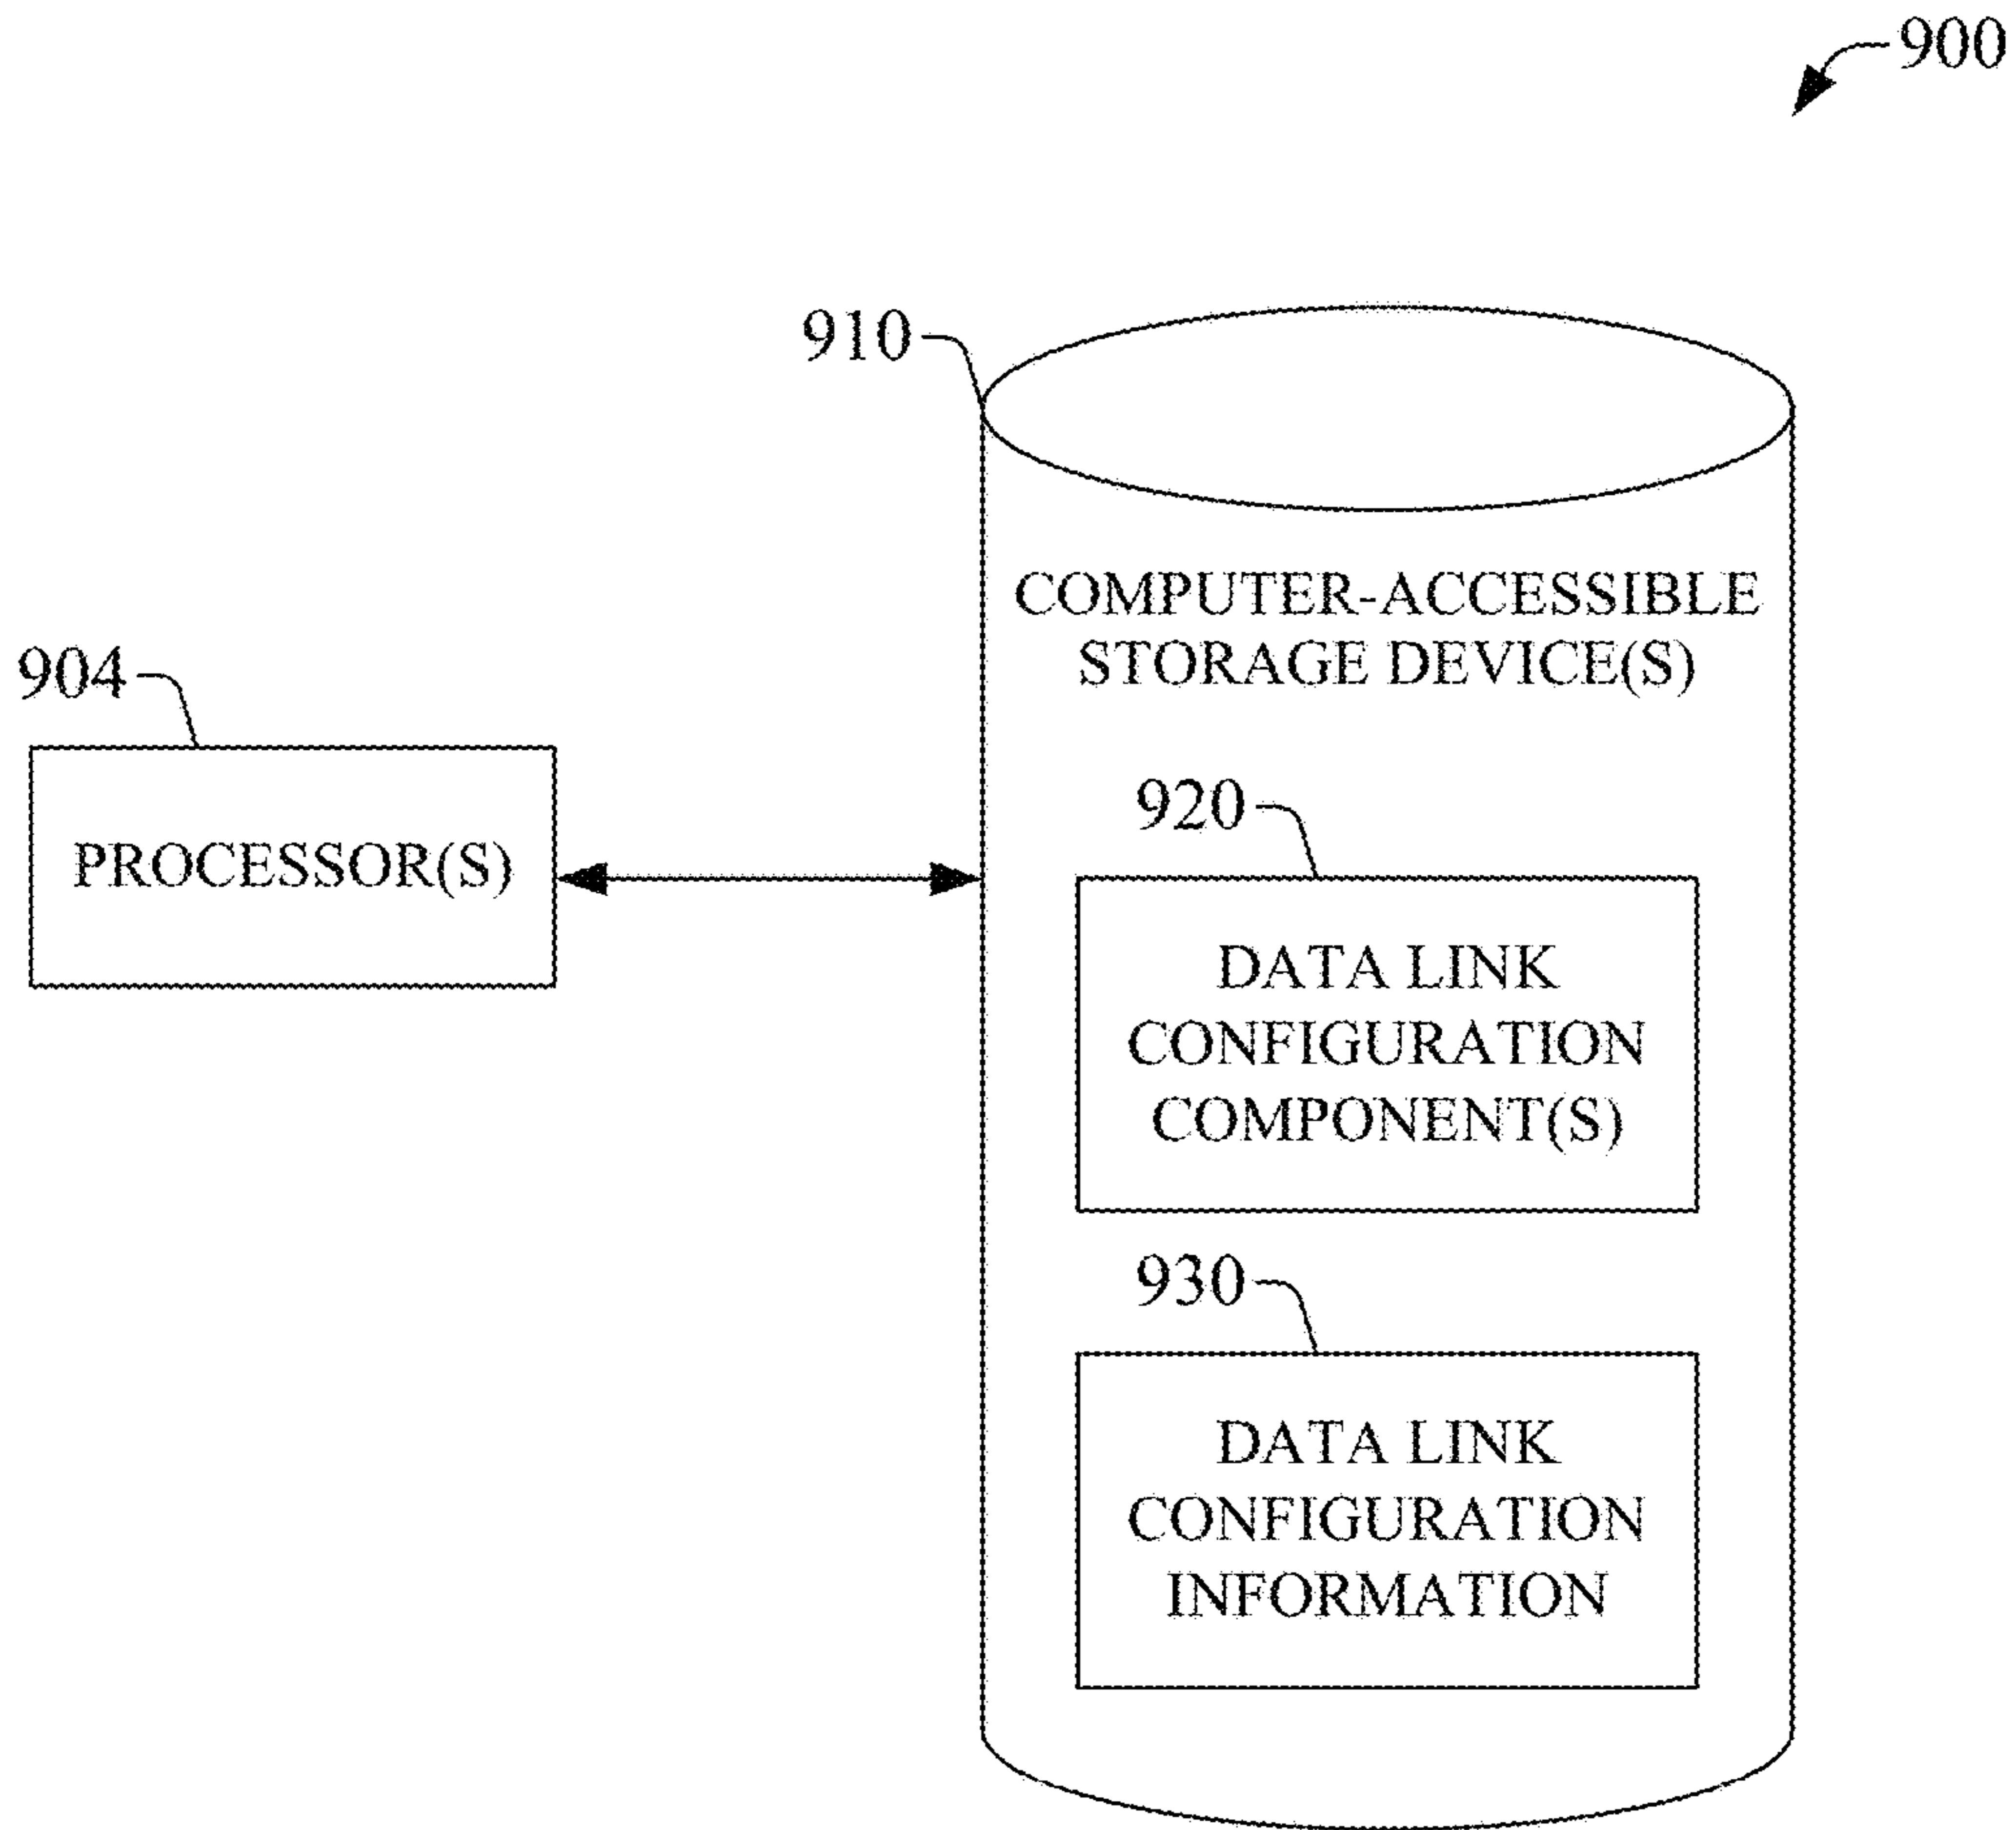 900
910
COMPUTER-ACCESSIBLE
STORAGE DEVICE(S)
904
PROCESSOR(S)
920
DATA LINK
CONFIGURATION
COMPONENT(S)
930
DATA LINK
CONFIGURATION
INFORMATION